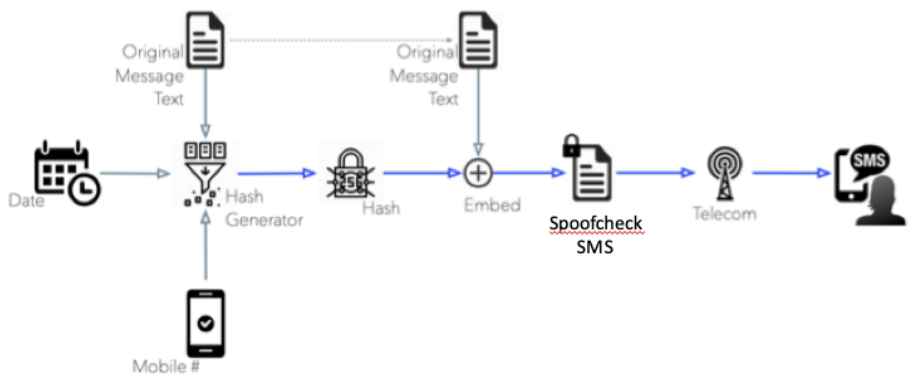 Original
Message
Text
Original
Message
Text
SMS
Date
Hash
Generator
Hash
Embed
Telecom
Spoofcheck
SMS
Mobile #